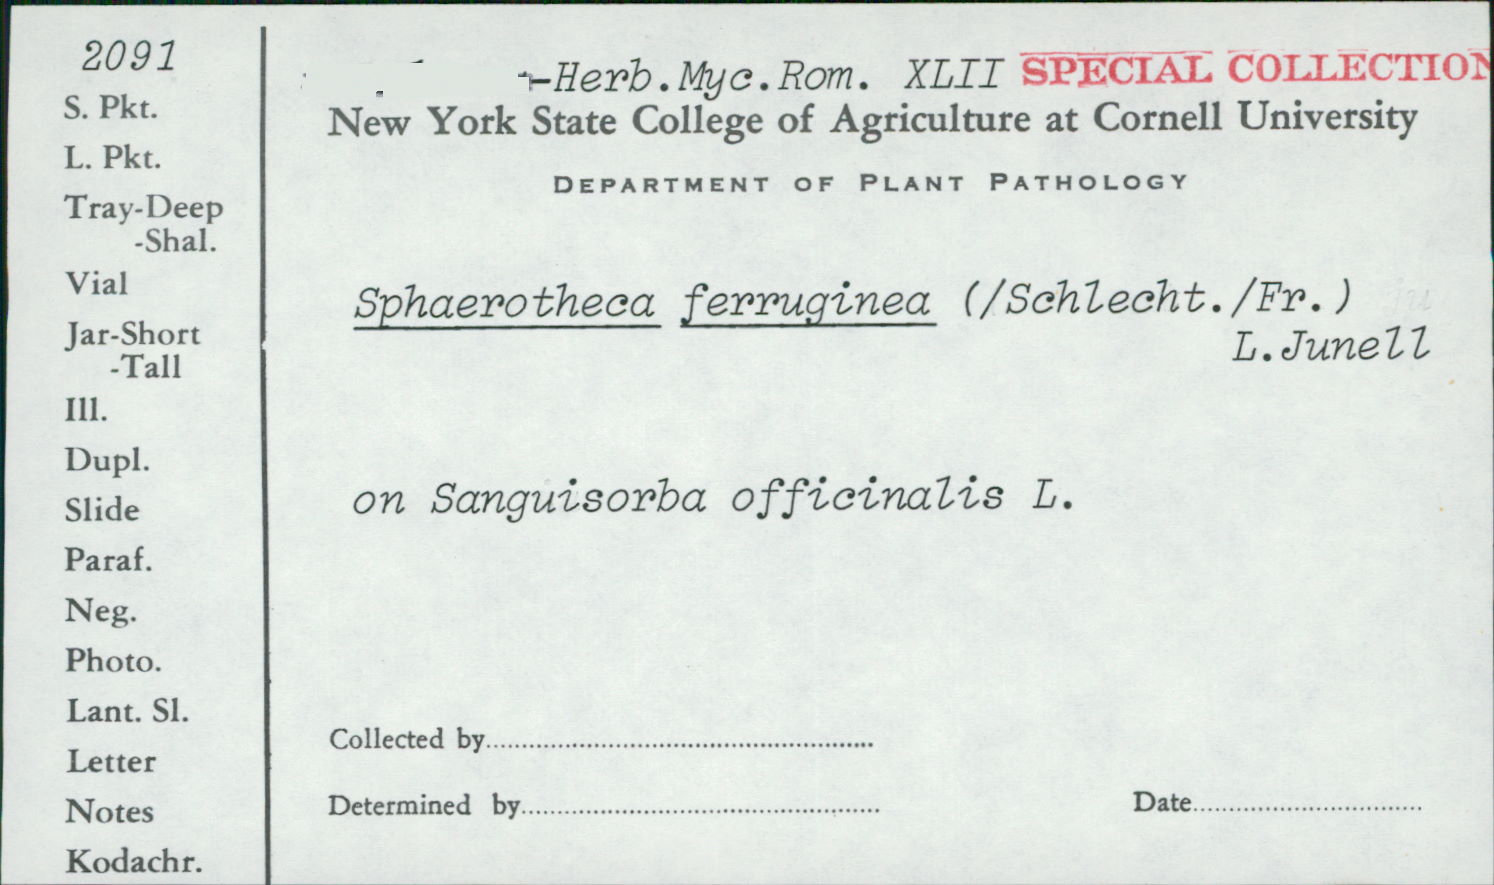 2091
S. Pkt.
L. Pkt.
Tray-Deep
-Shal.
Vial
Jar-Short
-Tall
Ill.
Dupl.
Slide
Paraf.
Neg.
Photo.
Lant. Sl.
Letter
Notes
Kodachr.
-Herb.Myc.Rom. XLII SPECIAL COLLECTION
New York State College of Agriculture at Cornell University
DEPARTMENT OF PLANT PATHOLOGY
Sphaerotheca ferruginea (/Schlecht./Fr.)
L.Junell
on Sanguisorba officinalis L.
Collected by
Determined by
Date